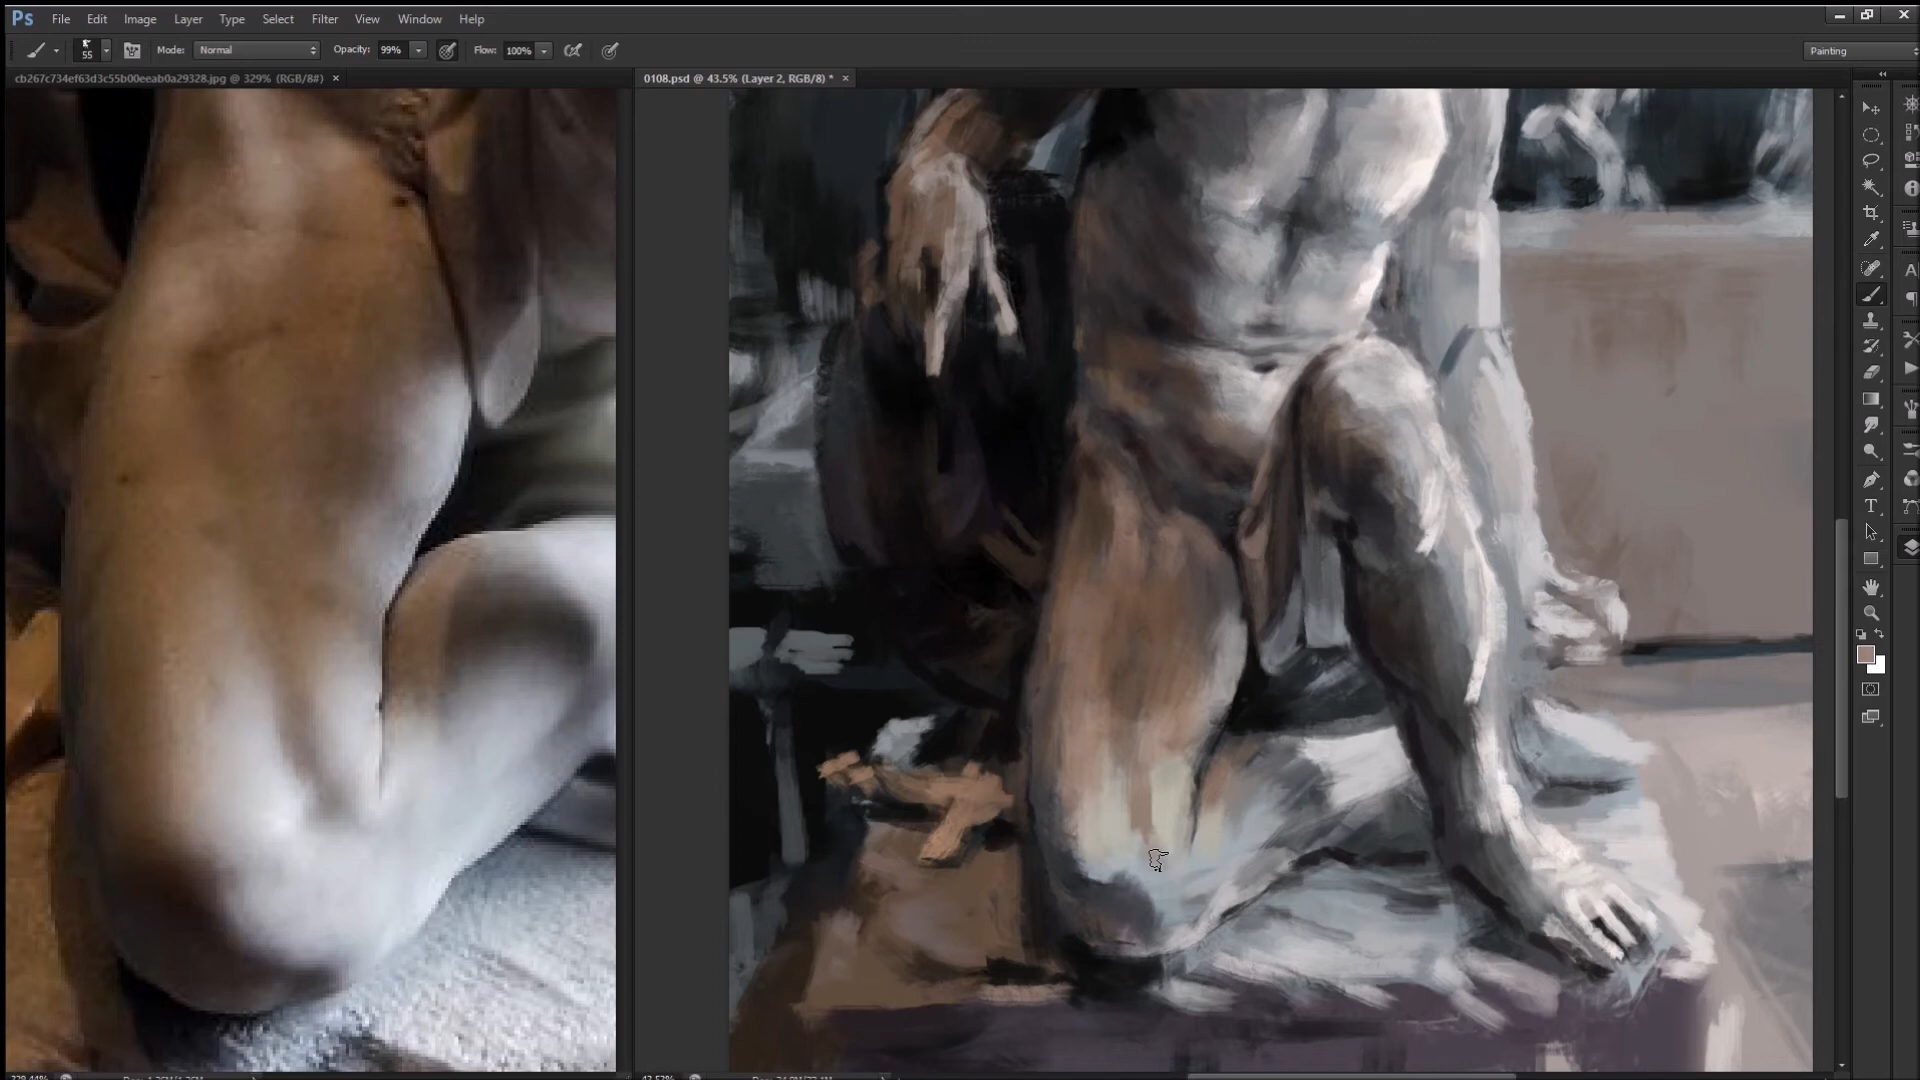 Ps File Edit Image Layer Type Select Filter View Window Help
55 Mode: Normal Opacity: 99% Flow: 100% Painting
cb267c734ef63d3c55b00eeab0a29328.jpg @ 329% (RGB/8#) × 0108.psd @ 43.5% (Layer 2, RGB/8) * ×